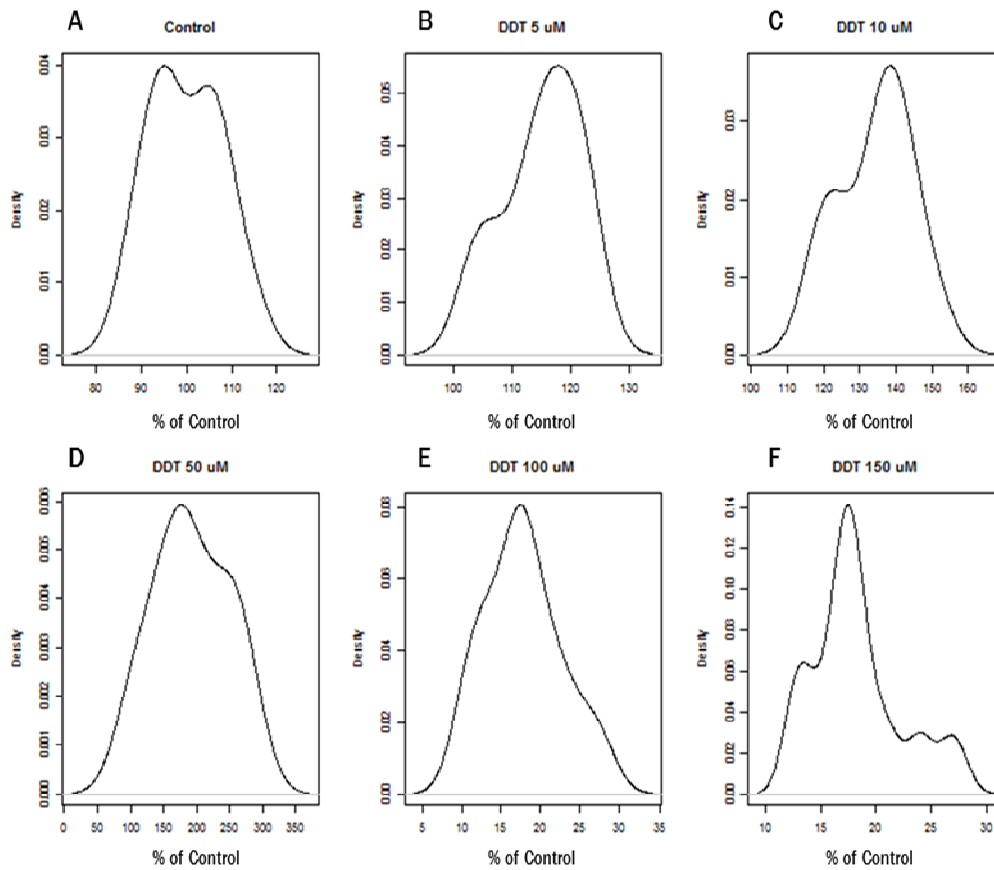 A
Control
Density
0.00 0.01 0.02 0.03 0.04
80 90 100 110 120
% of Control
B
DDT 5 uM
Density
0.00 0.01 0.02 0.03 0.04 0.05
100 110 120 130
% of Control
C
DDT 10 uM
Density
0.00 0.01 0.02 0.03
100 110 120 130 140 150 160
% of Control
D
DDT 50 uM
Density
0.000 0.001 0.002 0.003 0.004 0.005 0.006
0 50 100 150 200 250 300 350
% of Control
E
DDT 100 uM
Density
0.00 0.02 0.04 0.06 0.08
5 10 15 20 25 30 35
% of Control
F
DDT 150 uM
Density
0.00 0.02 0.04 0.06 0.08 0.10 0.12 0.14
10 15 20 25 30
% of Control